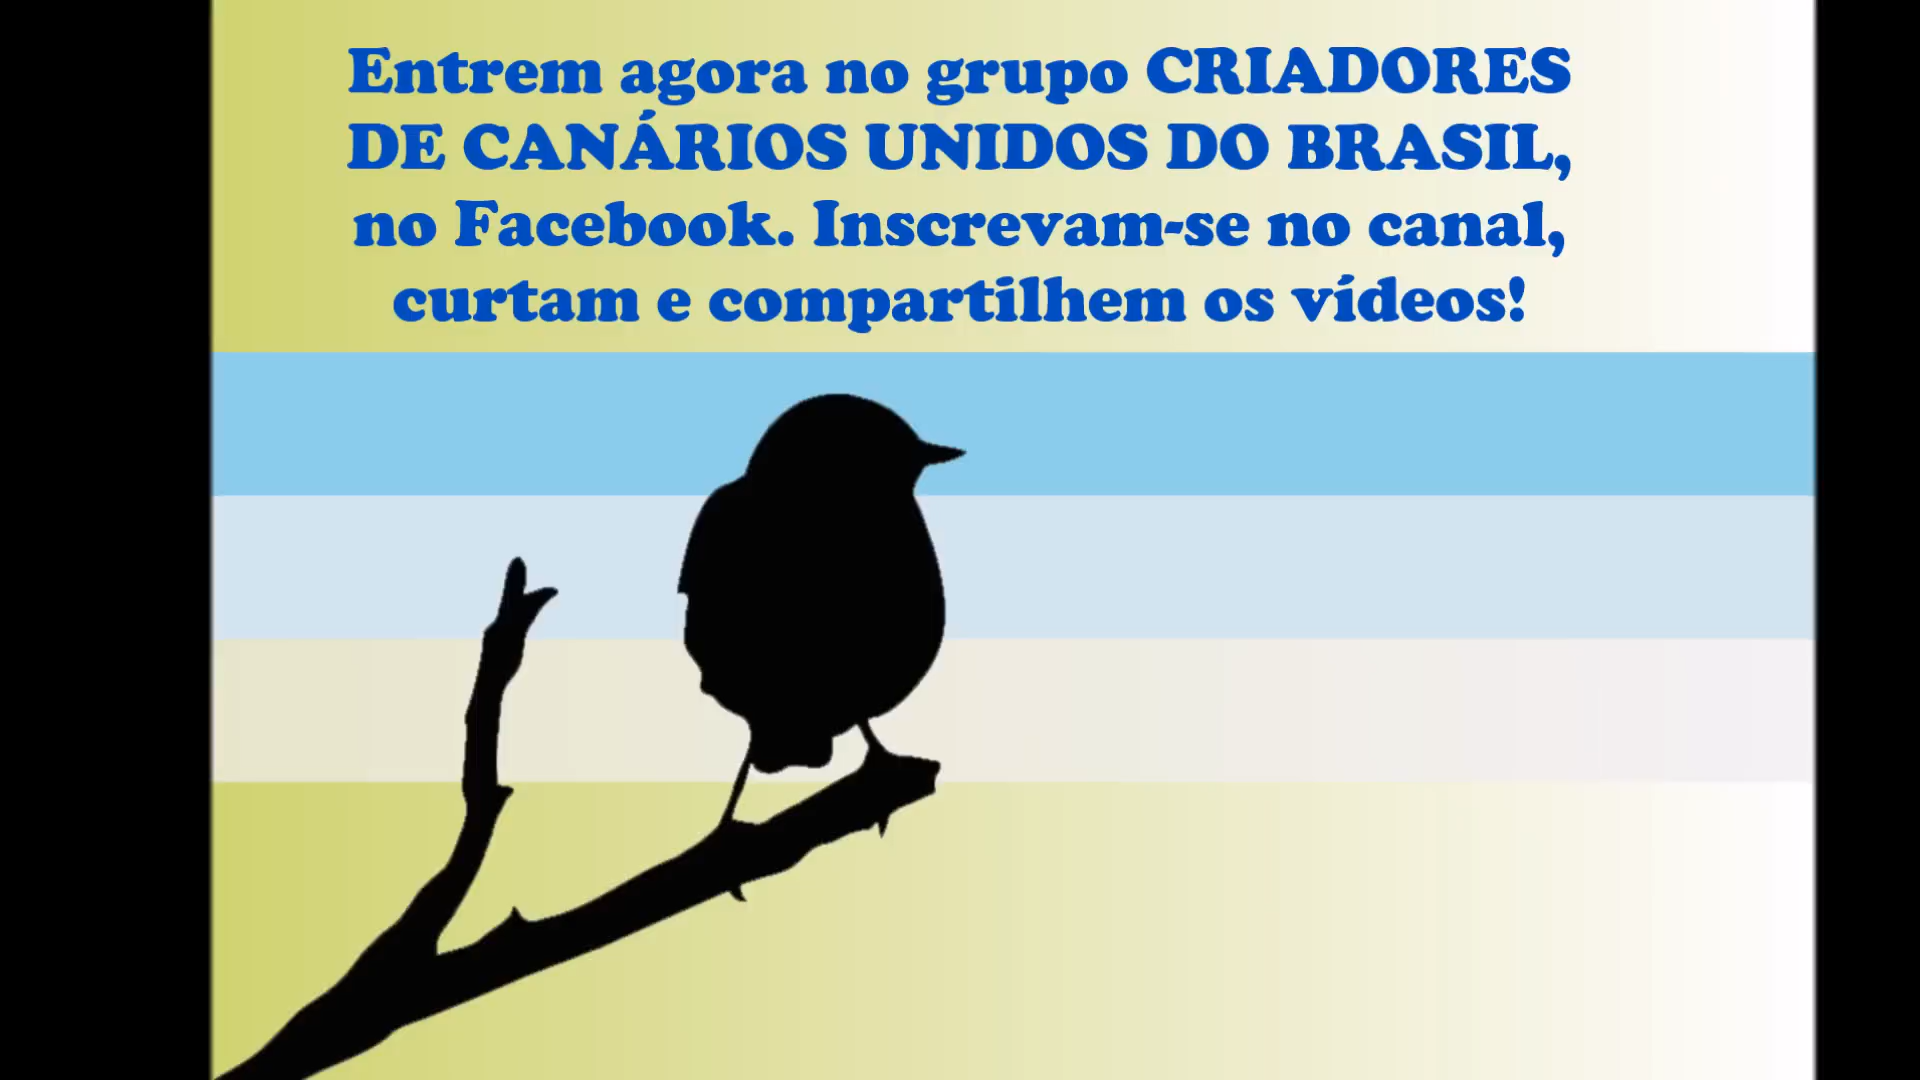 Entrem agora no grupo CRIADORES
DE CANÁRIOS UNIDOS DO BRASIL,
no Facebook. Inscrevam-se no canal,
curtam e compartilhem os vídeos!